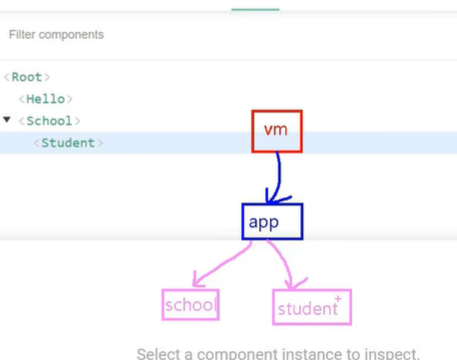 Filter components
<Root>
<Hello>
<School>
<Student>
vm
app
school
student+
Select a component instance to inspect.